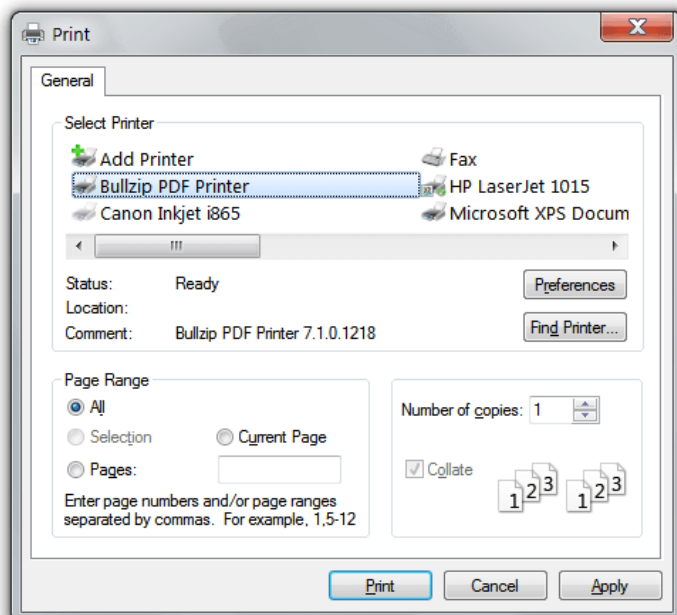 Print
General
Select Printer
Add Printer
Fax
Bullzip PDF Printer
HP LaserJet 1015
Canon Inkjet i865
Microsoft XPS Docum
Status: Ready
Preferences
Location:
Comment: Bullzip PDF Printer 7.1.0.1218
Find Printer...
Page Range
All
Selection
Current Page
Pages:
Enter page numbers and/or page ranges
separated by commas. For example, 1,5-12
Number of copies: 1
Collate
1 2 3 1 2 3
Print
Cancel
Apply